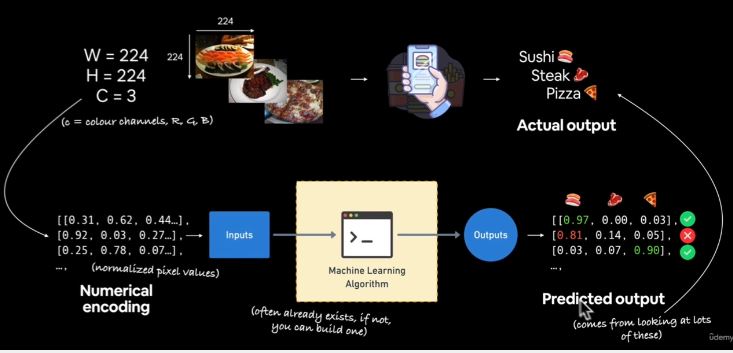 224
224
W = 224
H = 224
C = 3
(c = colour channels, R, G, B)
Sushi 🍣
Steak 🥩
Pizza 🍕
Actual output
[[0.31, 0.62, 0.44…],
[0.92, 0.03, 0.27…],
[0.25, 0.78, 0.07…],
…,
(normalized pixel values)
Numerical
encoding
Inputs
Machine Learning
Algorithm
(often already exists, if not,
you can build one)
Outputs
[[0.97, 0.00, 0.03],
[0.81, 0.14, 0.05],
[0.03, 0.07, 0.90],
…,
Predicted output
(comes from looking at lots
of these)
ûdemy